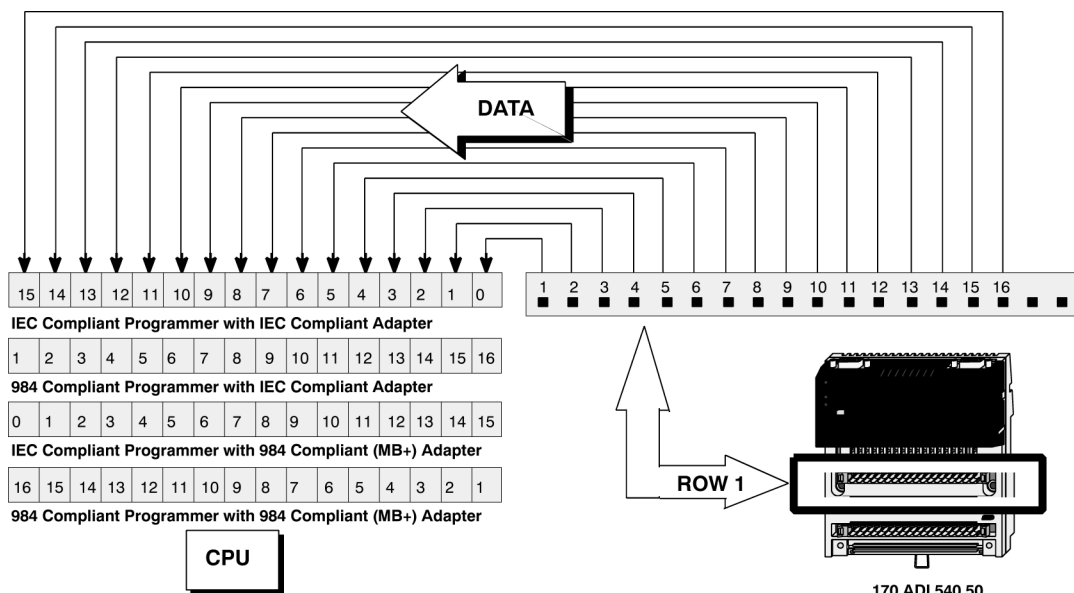 DATA
15 14 13 12 11 10 9 8 7 6 5 4 3 2 1 0
IEC Compliant Programmer with IEC Compliant Adapter
1 2 3 4 5 6 7 8 9 10 11 12 13 14 15 16
984 Compliant Programmer with IEC Compliant Adapter
0 1 2 3 4 5 6 7 8 9 10 11 12 13 14 15
IEC Compliant Programmer with 984 Compliant (MB+) Adapter
16 15 14 13 12 11 10 9 8 7 6 5 4 3 2 1
984 Compliant Programmer with 984 Compliant (MB+) Adapter
CPU
1 2 3 4 5 6 7 8 9 10 11 12 13 14 15 16
ROW 1
170 ADI 540 50